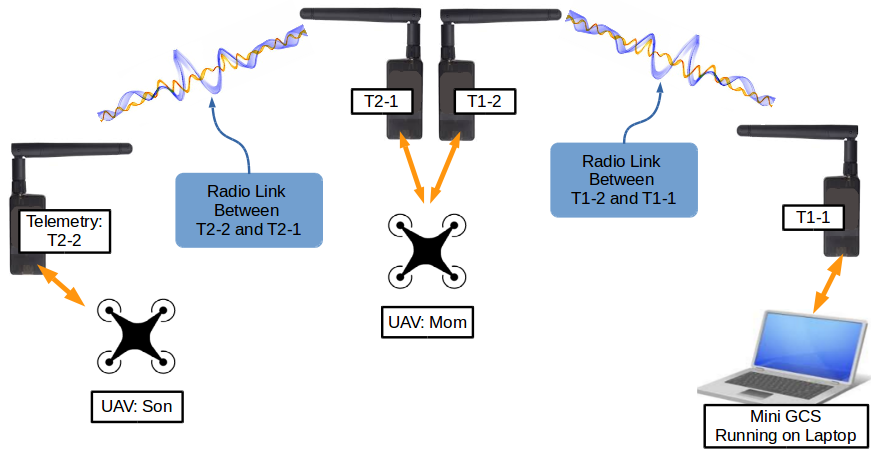 T2-1
T1-2
Radio Link
Between
T2-2 and T2-1
Radio Link
Between
T1-2 and T1-1
Telemetry:
T2-2
T1-1
UAV: Mom
UAV: Son
Mini GCS
Running on Laptop